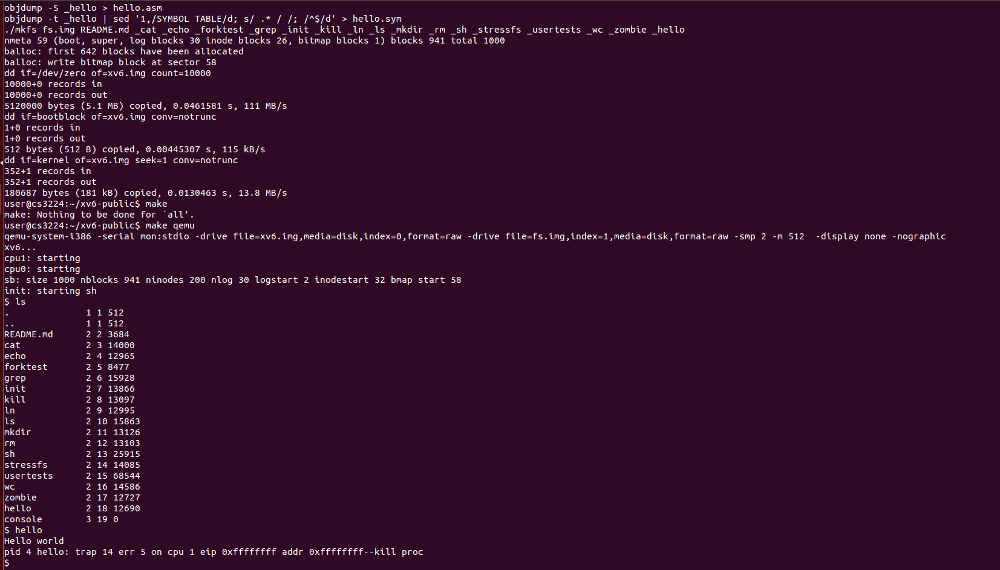 objdump -S _hello > hello.asm
objdump -t _hello | sed '1,/SYMBOL TABLE/d; s/ .* / /; /^$/d' > hello.sym
./mkfs fs.img README.md _cat _echo _forktest _grep _init _kill _ln _ls _mkdir _rm _sh _stressfs _usertests _wc _zombie _hello
nmeta 59 (boot, super, log blocks 30 inode blocks 26, bitmap blocks 1) blocks 941 total 1000
balloc: first 642 blocks have been allocated
balloc: write bitmap block at sector 58
dd if=/dev/zero of=xv6.img count=10000
10000+0 records in
10000+0 records out
5120000 bytes (5.1 MB) copied, 0.0461581 s, 111 MB/s
dd if=bootblock of=xv6.img conv=notrunc
1+0 records in
1+0 records out
512 bytes (512 B) copied, 0.00445307 s, 115 kB/s
dd if=kernel of=xv6.img seek=1 conv=notrunc
352+1 records in
352+1 records out
180687 bytes (181 kB) copied, 0.0130463 s, 13.8 MB/s
user@cs3224:~/xv6-public$ make
make: Nothing to be done for `all'.
user@cs3224:~/xv6-public$ make qemu
qemu-system-i386 -serial mon:stdio -drive file=xv6.img,media=disk,index=0,format=raw -drive file=fs.img,index=1,media=disk,format=raw -smp 2 -m 512  -display none -nographic
xv6...
cpu1: starting
cpu0: starting
sb: size 1000 nblocks 941 ninodes 200 nlog 30 logstart 2 inodestart 32 bmap start 58
init: starting sh
$ ls
.              1 1 512
..             1 1 512
README.md      2 2 3684
cat            2 3 14000
echo           2 4 12965
forktest       2 5 8477
grep           2 6 15928
init           2 7 13866
kill           2 8 13097
ln             2 9 12995
ls             2 10 15863
mkdir          2 11 13126
rm             2 12 13103
sh             2 13 25915
stressfs       2 14 14085
usertests      2 15 68544
wc             2 16 14586
zombie         2 17 12727
hello          2 18 12690
console        3 19 0
$ hello
Hello world
pid 4 hello: trap 14 err 5 on cpu 1 eip 0xffffffff addr 0xffffffff--kill proc
$